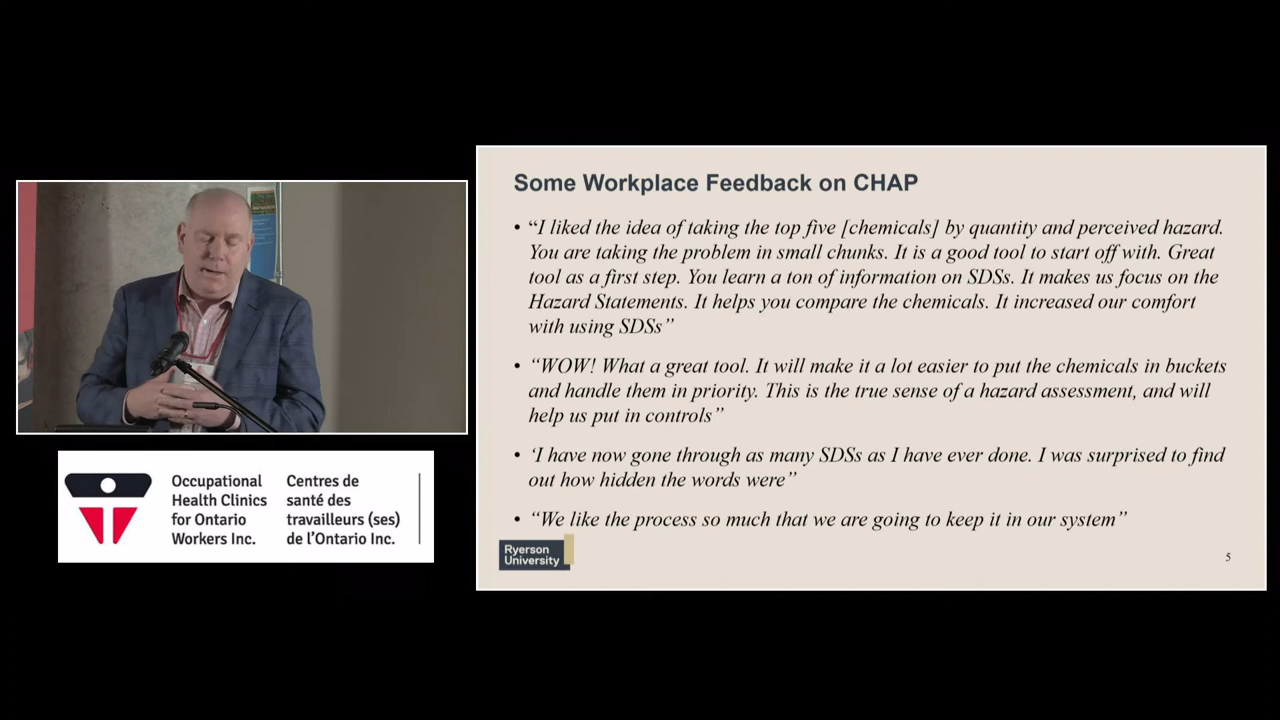 Some Workplace Feedback on CHAP
• “I liked the idea of taking the top five [chemicals] by quantity and perceived hazard.
You are taking the problem in small chunks. It is a good tool to start off with. Great
tool as a first step. You learn a ton of information on SDSs. It makes us focus on the
Hazard Statements. It helps you compare the chemicals. It increased our comfort
with using SDSs”
• “WOW! What a great tool. It will make it a lot easier to put the chemicals in buckets
and handle them in priority. This is the true sense of a hazard assessment, and will
help us put in controls”
• ‘I have now gone through as many SDSs as I have ever done. I was surprised to find
out how hidden the words were”
• “We like the process so much that we are going to keep it in our system”
Ryerson
University
5
Occupational
Health Clinics
for Ontario
Workers Inc.
Centres de
santé des
travailleurs (ses)
de l’Ontario Inc.